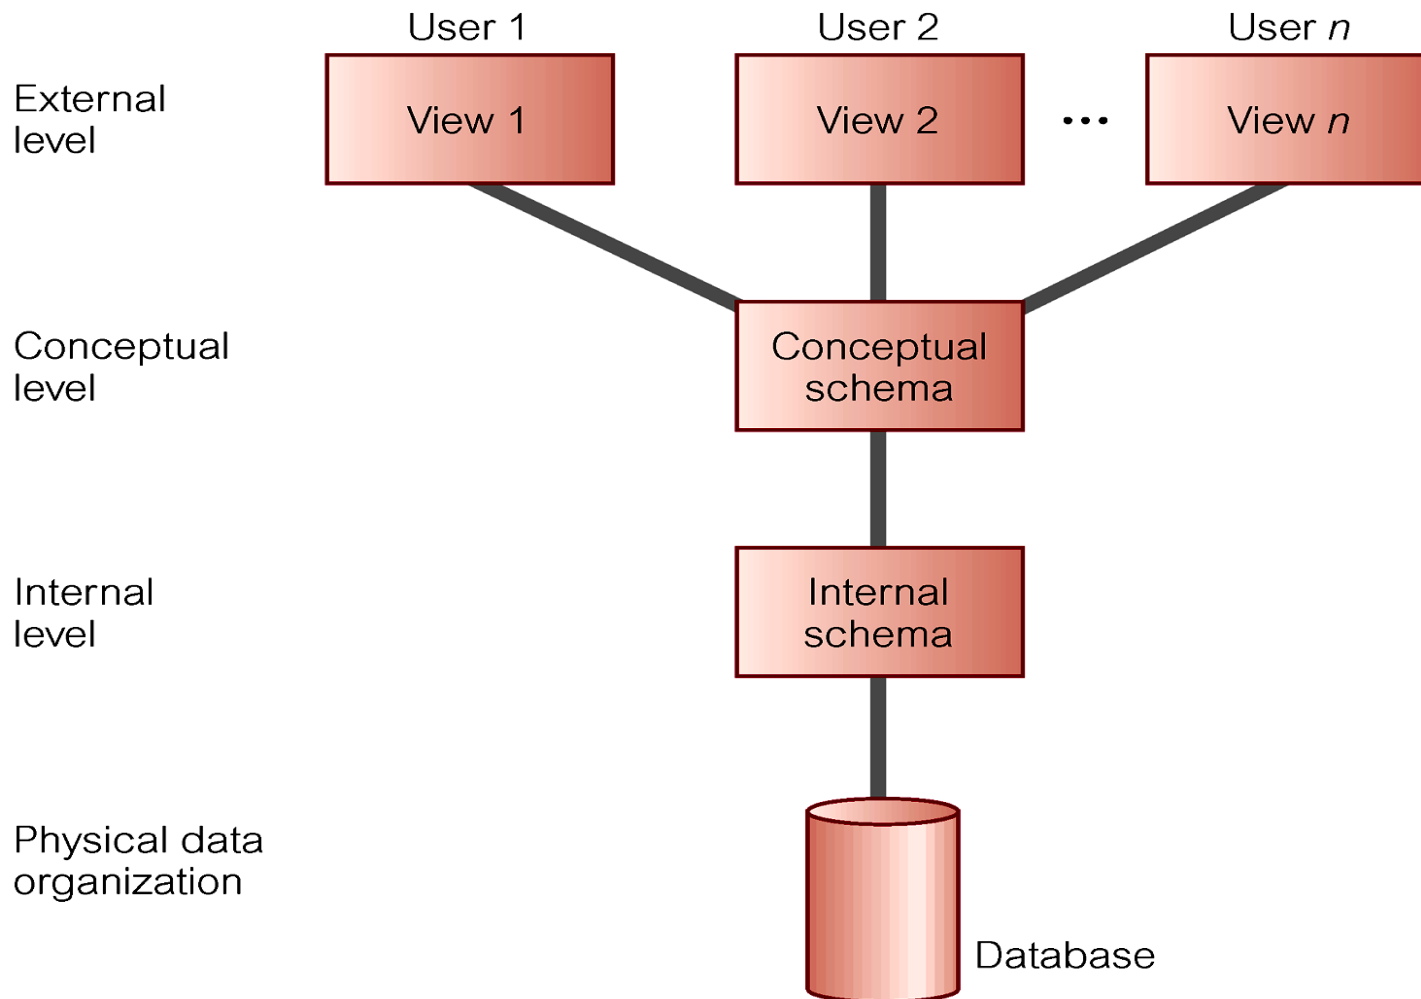 User 1
User 2
User n
External
level
View 1
View 2
...
View n
Conceptual
level
Conceptual
schema
Internal
level
Internal
schema
Physical data
organization
Database